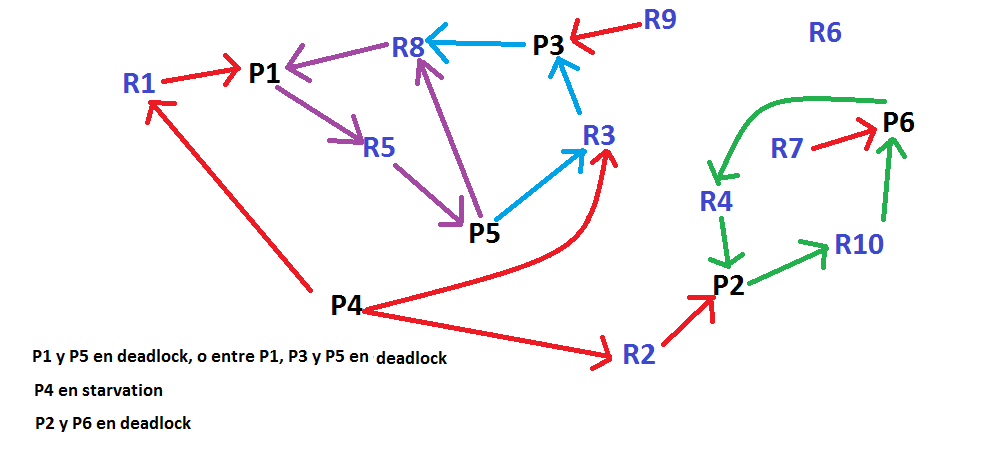 R9
R6
R8
P3
R1
P1
P6
R3
R7
R5
R4
P5
R10
P2
P4
R2
P1 y P5 en deadlock, o entre P1, P3 y P5 en deadlock
P4 en starvation
P2 y P6 en deadlock